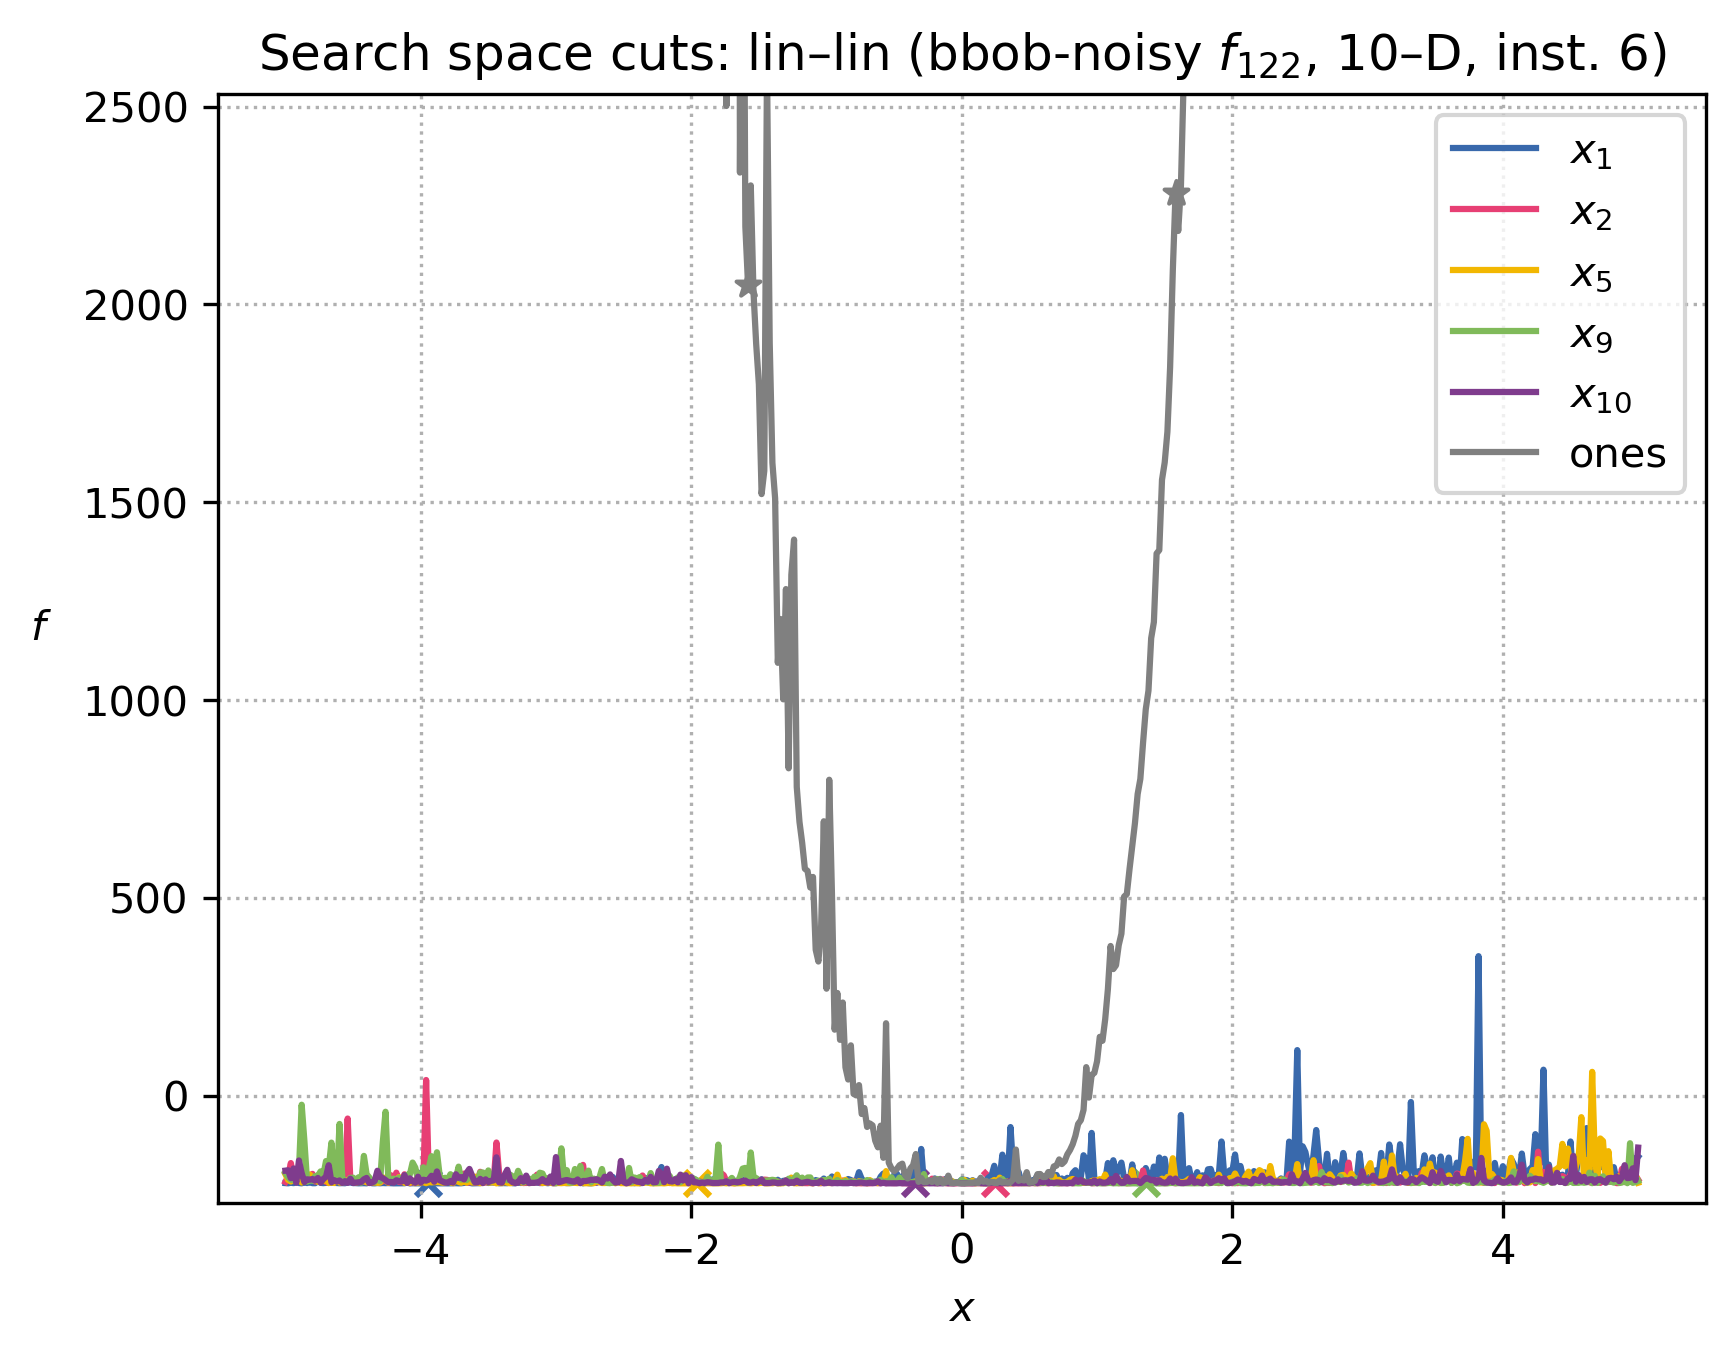 Search space cuts: lin–lin (bbob-noisy f₁₂₂, 10–D, inst. 6)
2500
2000
1500
1000
500
0
f
x₁
x₂
x₅
x₉
x₁₀
ones
−4
−2
0
2
4
x